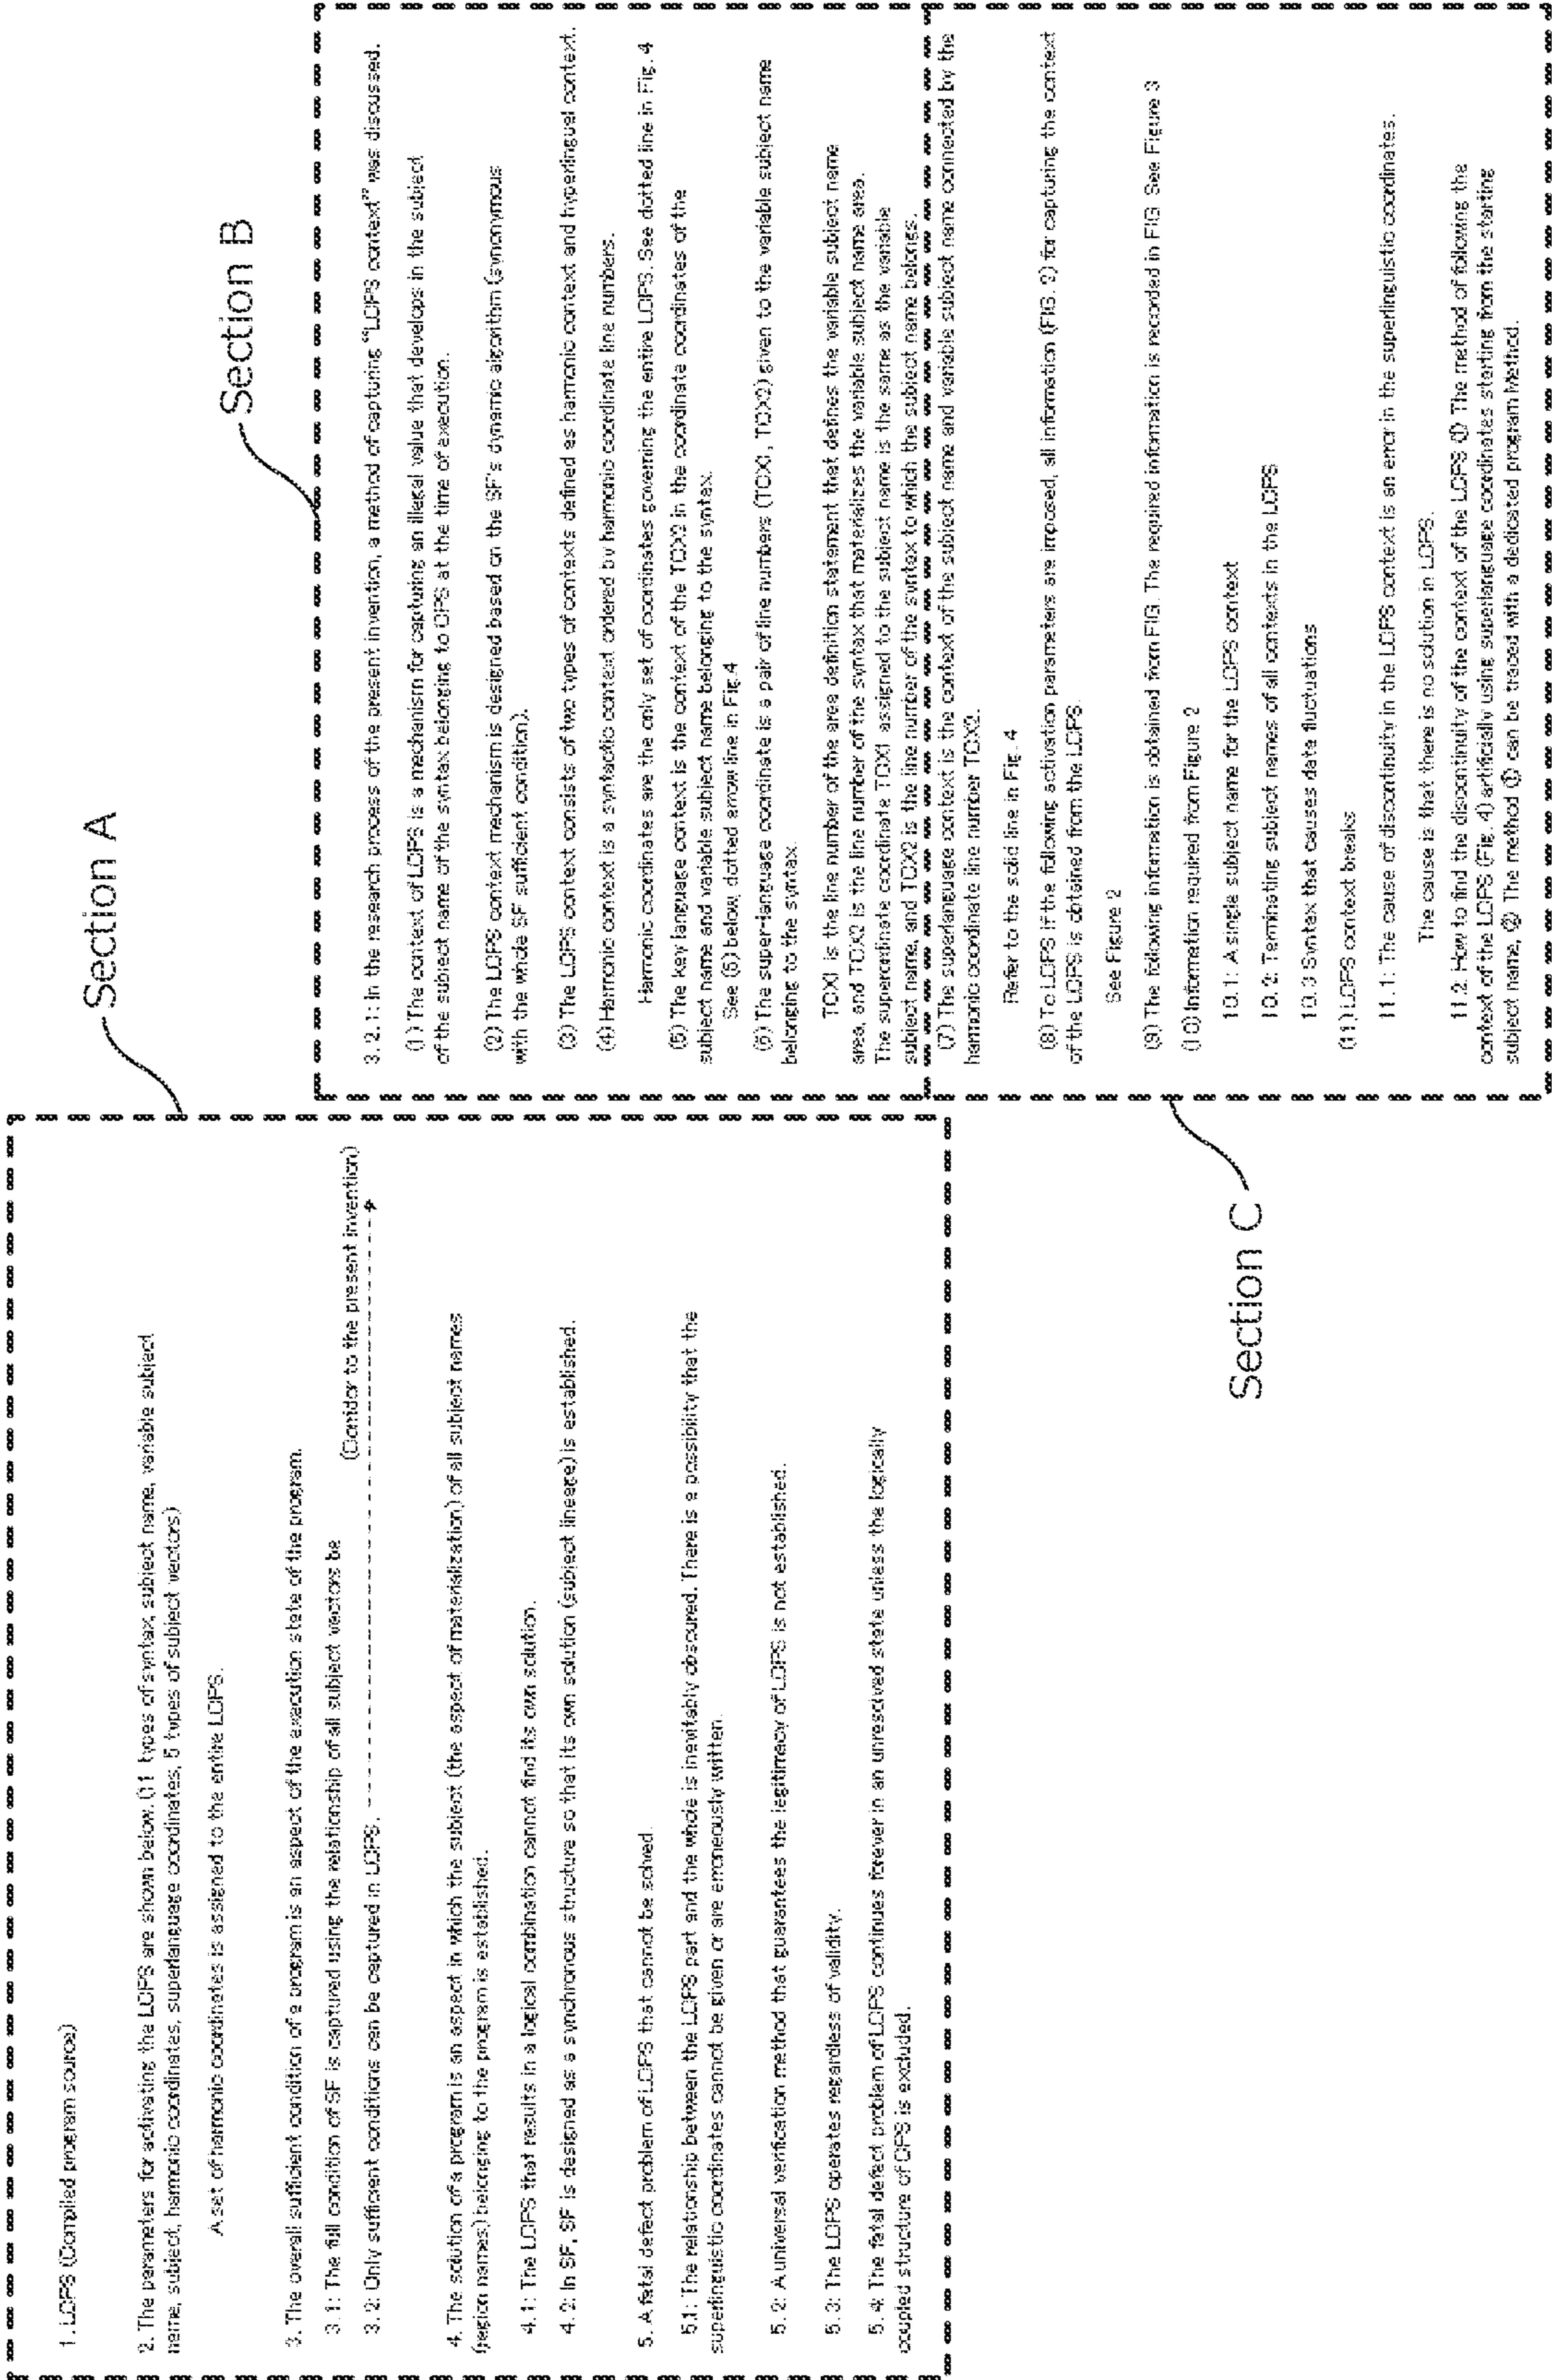 Section A
1. LOPS (Compiled program source)
2. The parameters for activating the LOPS are shown below. (11 types of syntax, subject name, variable subject
name, subject, harmonic coordinates, superlanguage coordinates, 5 types of subject vectors)
A set of harmonic coordinates is assigned to the entire LOPS.
3. The overall sufficient condition of a program is an aspect of the execution state of the program.
3. 1: The full condition of SF is captured using the relationship of all subject vectors be
(Corridor to the present invention)
3. 2: Only sufficient conditions can be captured in LOPS.
4. The solution of a program is an aspect in which the subject (the aspect of materialization) of all subject names
(region names) belonging to the program is established.
4. 1: The LOPS that results in a logical combination cannot find its own solution.
4. 2: In SF, SF is designed as a synchronous structure so that its own solution (subject lineage) is established.
5. A fatal defect problem of LOPS that cannot be solved.
5.1: The relationship between the LOPS part and the whole is inevitably obscured. There is a possibility that the
superlinguistic coordinates cannot be given or are erroneously written.
5. 2: A universal verification method that guarantees the legitimacy of LOPS is not established.
5. 3: The LOPS operates regardless of validity.
5. 4: The fatal defect problem of LOPS continues forever in an unresolved state unless the logically
coupled structure of OPS is excluded.
Section B
3. 2.1: In the research process of the present invention, a method of capturing “LOPS context” was discussed.
(1) The context of LOPS is a mechanism for capturing an illegal value that develops in the subject
of the subject name of the syntax belonging to OPS at the time of execution.
(2) The LOPS context mechanism is designed based on the SF's dynamic algorithm (synonymous
with the whole SF sufficient condition).
(3) The LOPS context consists of two types of contexts defined as harmonic context and hyperlingual context.
(4) Harmonic context is a syntactic context ordered by harmonic coordinate line numbers.
Harmonic coordinates are the only set of coordinates governing the entire LOPS. See dotted line in Fig. 4
(5) The key language context is the context of the TCX2 in the coordinate coordinates of the
subject name and variable subject name belonging to the syntax.
See (6) below, dotted arrow line in Fig.4
(6) The super-language coordinate is a pair of line numbers (TCX1, TCX2) given to the variable subject name
belonging to the syntax.
TCX1 is the line number of the area definition statement that defines the variable subject name
area, and TCX2 is the line number of the syntax that materializes the variable subject name area.
The supercordinate coordinate TCX1 assigned to the subject name is the same as the variable
subject name, and TCX2 is the line number of the syntax to which the subject name belongs.
(7) The superlanguage context is the context of the subject name and variable subject name connected by the
harmonic coordinate line number TCX2.
Refer to the solid line in Fig. 4
(8) To LOPS if the following activation parameters are imposed, all information (FIG. 2) for capturing the context
of the LOPS is obtained from the LOPS.
See Figure 2
(9) The following information is obtained from FIG. The required information is recorded in FIG. See Figure 3
(10) Information required from Figure 2
10. 1: A single subject name for the LOPS context
10. 2: Terminating subject names of all contexts in the LOPS
10. 3 Syntax that causes date fluctuations
(11) LOPS context breaks
11. 1: The cause of discontinuity in the LOPS context is an error in the superlinguistic coordinates.
The cause is that there is no solution in LOPS.
11. 2: How to find the discontinuity of the context of the LOPS ① The method of following the
context of the LOPS (Fig. 4) artificially using superlanguage coordinates starting from the starting
subject name, ② The method ① can be traced with a dedicated program Method.
Section C